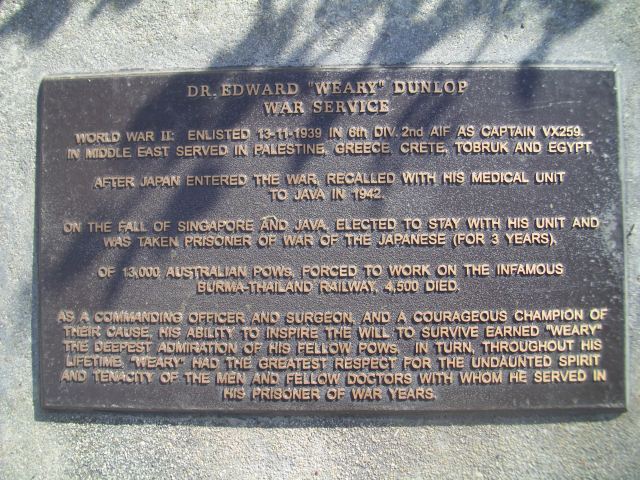 DR. EDWARD "WEARY" DUNLOP
WAR SERVICE
WORLD WAR II: ENLISTED 13-11-1939 IN 6th DIV. 2nd AIF AS CAPTAIN VX259.
IN MIDDLE EAST SERVED IN PALESTINE, GREECE, CRETE, TOBRUK AND EGYPT.
AFTER JAPAN ENTERED THE WAR, RECALLED WITH HIS MEDICAL UNIT
TO JAVA IN 1942.
ON THE FALL OF SINGAPORE AND JAVA, ELECTED TO STAY WITH HIS UNIT AND
WAS TAKEN PRISONER OF WAR OF THE JAPANESE (FOR 3 YEARS).
OF 13,000 AUSTRALIAN POWs, FORCED TO WORK ON THE INFAMOUS
BURMA-THAILAND RAILWAY, 4,500 DIED.
AS A COMMANDING OFFICER AND SURGEON, AND A COURAGEOUS CHAMPION OF
THEIR CAUSE, HIS ABILITY TO INSPIRE THE WILL TO SURVIVE EARNED "WEARY"
THE DEEPEST ADMIRATION OF HIS FELLOW POWs. IN TURN, THROUGHOUT HIS
LIFETIME, "WEARY" HAD THE GREATEST RESPECT FOR THE UNDAUNTED SPIRIT
AND TENACITY OF THE MEN AND FELLOW DOCTORS WITH WHOM HE SERVED IN
HIS PRISONER OF WAR YEARS.